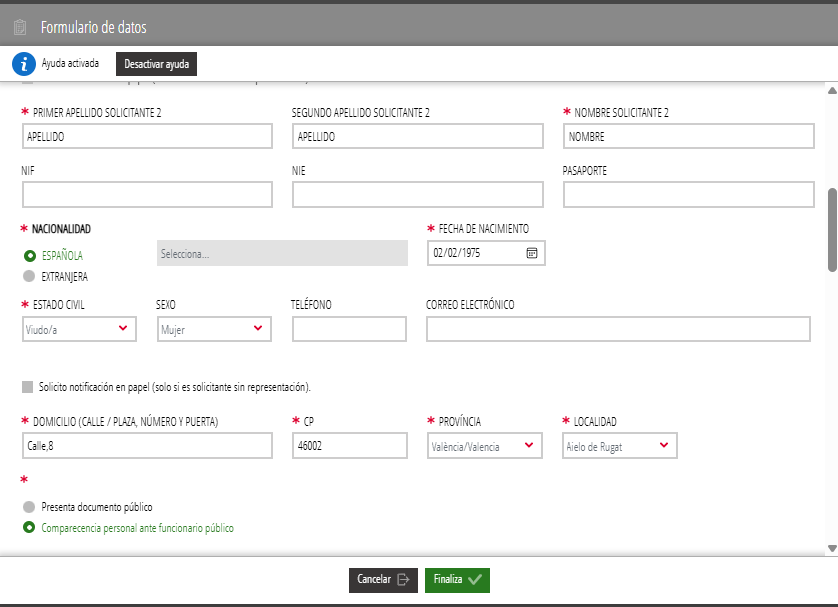 Formulario de datos
i Ayuda activada Desactivar ayuda
* PRIMER APELLIDO SOLICITANTE 2 SEGUNDO APELLIDO SOLICITANTE 2 * NOMBRE SOLICITANTE 2
APELLIDO APELLIDO NOMBRE
NIF NIE PASAPORTE
* NACIONALIDAD * FECHA DE NACIMIENTO
ESPAÑOLA Selecciona... 02/02/1975
EXTRANJERA
* ESTADO CIVIL SEXO TELÉFONO CORREO ELECTRÓNICO
Viudo/a Mujer
Solicito notificación en papel (solo si es solicitante sin representación).
* DOMICILIO (CALLE / PLAZA, NÚMERO Y PUERTA) * CP * PROVÍNCIA * LOCALIDAD
Calle,8 46002 València/Valencia Aielo de Rugat
*
Presenta documento público
Comparecencia personal ante funcionario público
Cancelar Finaliza